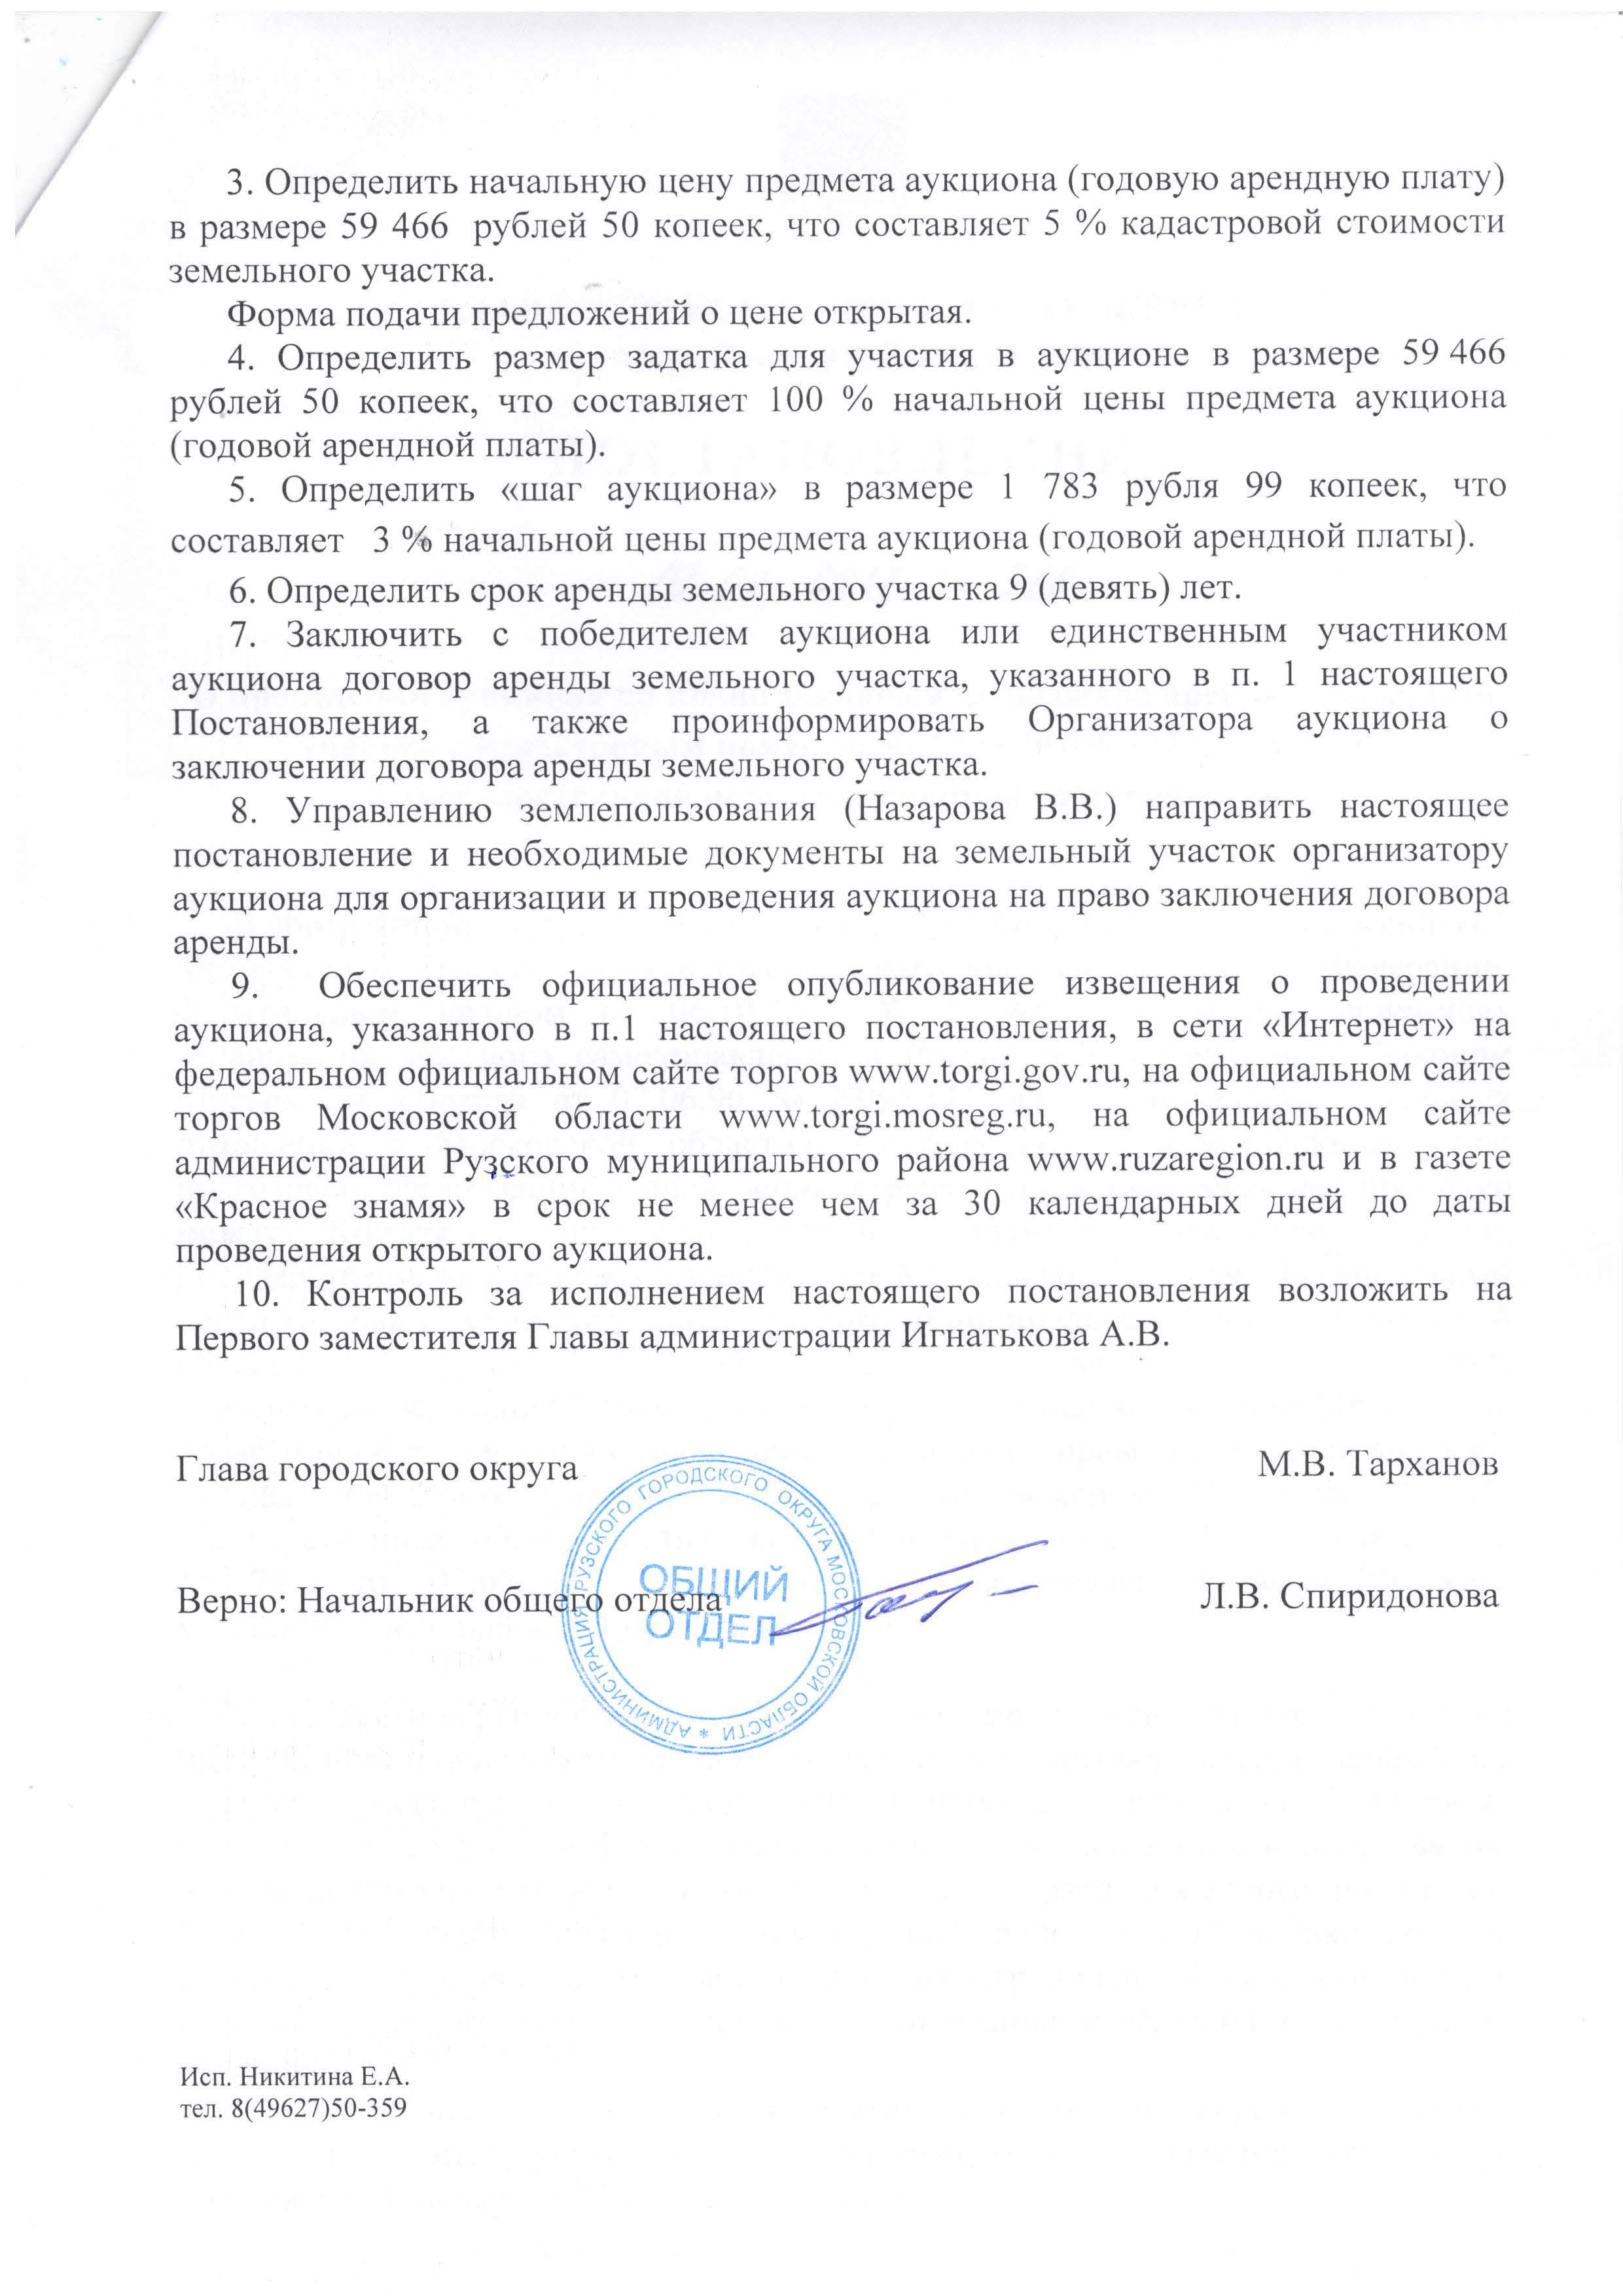 3. Определить начальную цену предмета аукциона (годовую арендную плату)
в размере 59 466 рублей 50 копеек, что составляет 5 % кадастровой стоимости
земельного участка.
Форма подачи предложений о цене открытая.
4. Определить размер задатка для участия в аукционе в размере 59 466
рублей 50 копеек, что составляет 100 % начальной цены предмета аукциона
(годовой арендной платы).
5. Определить «шаг аукциона» в размере 1 783 рубля 99 копеек, что
составляет 3 % начальной цены предмета аукциона (годовой арендной платы).
6. Определить срок аренды земельного участка 9 (девять) лет.
7. Заключить с победителем аукциона или единственным участником
аукциона договор аренды земельного участка, указанного в п. 1 настоящего
Постановления, а также проинформировать Организатора аукциона о
заключении договора аренды земельного участка.
8. Управлению землепользования (Назарова В.В.) направить настоящее
постановление и необходимые документы на земельный участок организатору
аукциона для организации и проведения аукциона на право заключения договора
аренды.
9. Обеспечить официальное опубликование извещения о проведении
аукциона, указанного в п.1 настоящего постановления, в сети «Интернет» на
федеральном официальном сайте торгов www.torgi.gov.ru, на официальном сайте
торгов Московской области www.torgi.mosreg.ru, на официальном сайте
администрации Рузского муниципального района www.ruzaregion.ru и в газете
«Красное знамя» в срок не менее чем за 30 календарных дней до даты
проведения открытого аукциона.
10. Контроль за исполнением настоящего постановления возложить на
Первого заместителя Главы администрации Игнатькова А.В.
Глава городского округа М.В. Тарханов
Верно: Начальник общего отдела Л.В. Спиридонова
* АДМИНИСТРАЦИЯ РУЗСКОГО ГОРОДСКОГО ОКРУГА МОСКОВСКОЙ ОБЛАСТИ
ОБЩИЙ
ОТДЕЛ
Исп. Никитина Е.А.
тел. 8(49627)50-359